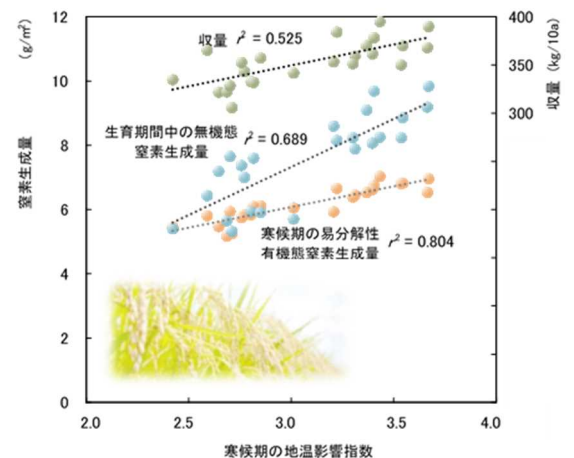 (g/m²)
窒素生成量
12
10
8
6
4
2
0
収量 r² = 0.525
生育期間中の無機態
窒素生成量
r² = 0.689
寒候期の易分解性
有機態窒素生成量
r² = 0.804
400
350
300
収量 (kg/10a)
2.0 2.5 3.0 3.5 4.0
寒候期の地温影響指数